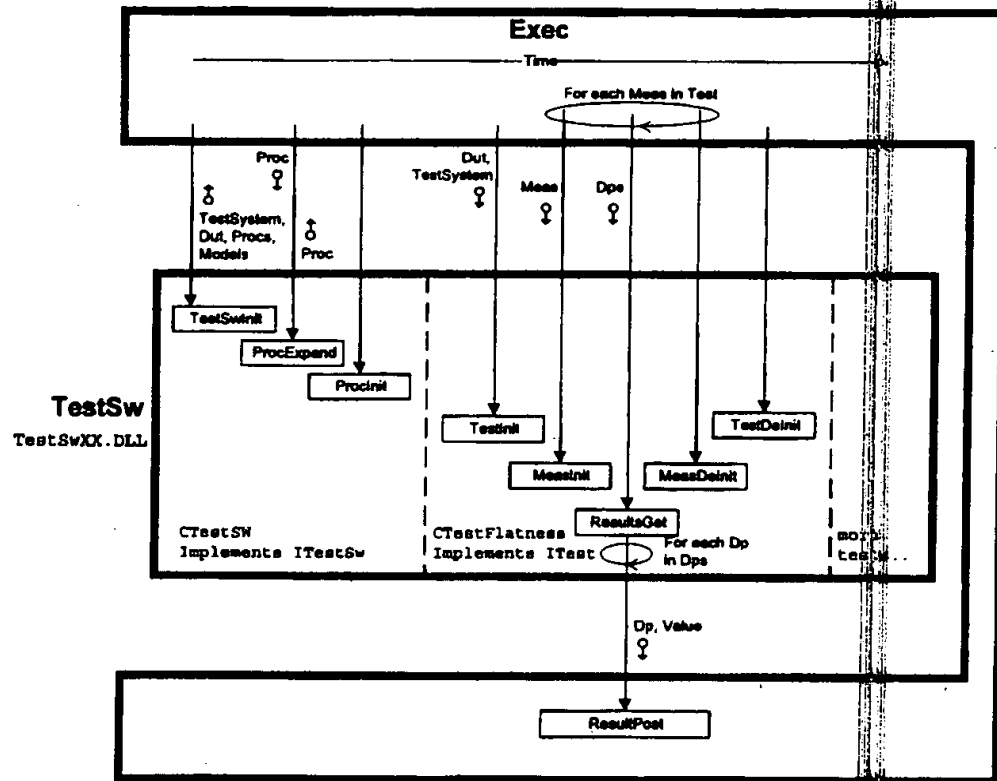 Exec
Time
For each Meas in Test
Proc
Dut,
TestSystem
Meas
Dps
TestSystem,
Dut, Procs,
Models
Proc
TestSwInit
ProcExpand
ProcInit
TestSw
TestSwXX.DLL
TestInit
TestDeInit
MeasInit
MeasDeInit
ResultsGet
CTestSW
Implements ITestSw
CTestFlatness
Implements ITest
For each Dp
in Dps
more
Dp, Value
ResultPost